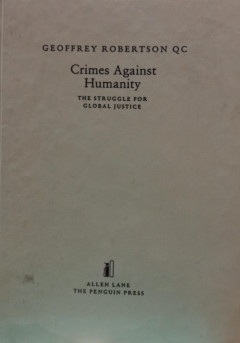 GEOFFREY ROBERTSON QC
Crimes Against
Humanity
THE STRUGGLE FOR
GLOBAL JUSTICE
ALLEN LANE
THE PENGUIN PRESS